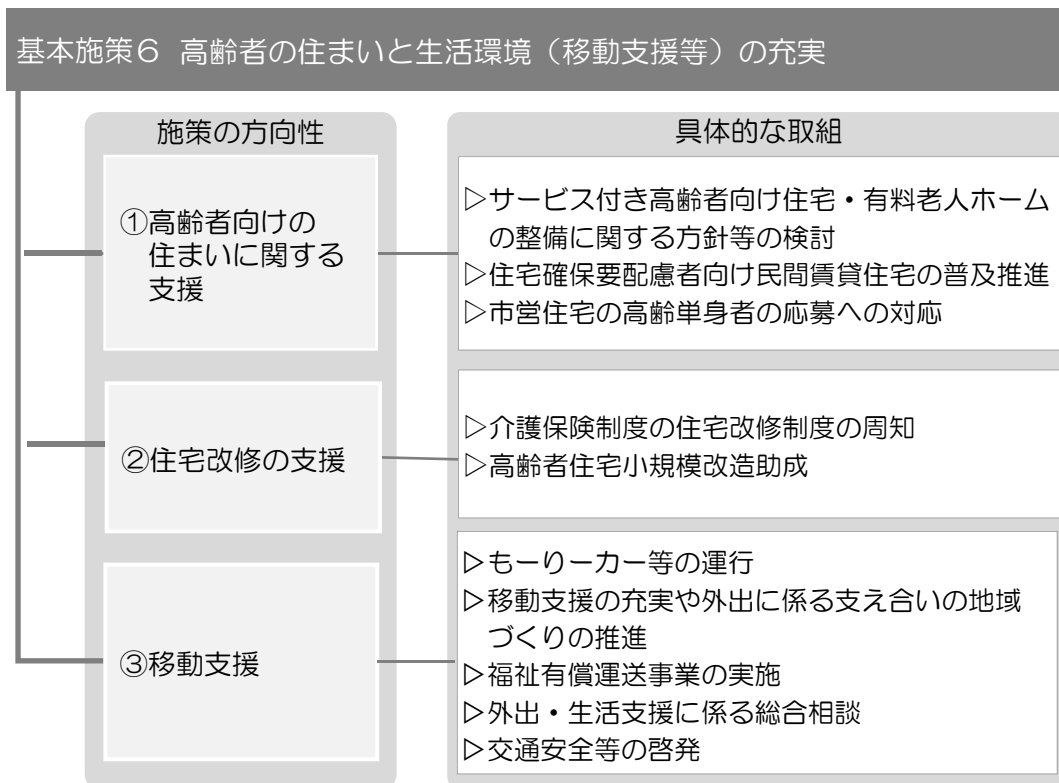 基本施策6 高齢者の住まいと生活環境（移動支援等）の充実
施策の方向性
具体的な取組
①高齢者向けの
住まいに関する
支援
▷サービス付き高齢者向け住宅・有料老人ホーム
の整備に関する方針等の検討
▷住宅確保要配慮者向け民間賃貸住宅の普及推進
▷市営住宅の高齢単身者の応募への対応
②住宅改修の支援
▷介護保険制度の住宅改修制度の周知
▷高齢者住宅小規模改造助成
③移動支援
▷もーりーカー等の運行
▷移動支援の充実や外出に係る支え合いの地域
づくりの推進
▷福祉有償運送事業の実施
▷外出・生活支援に係る総合相談
▷交通安全等の啓発